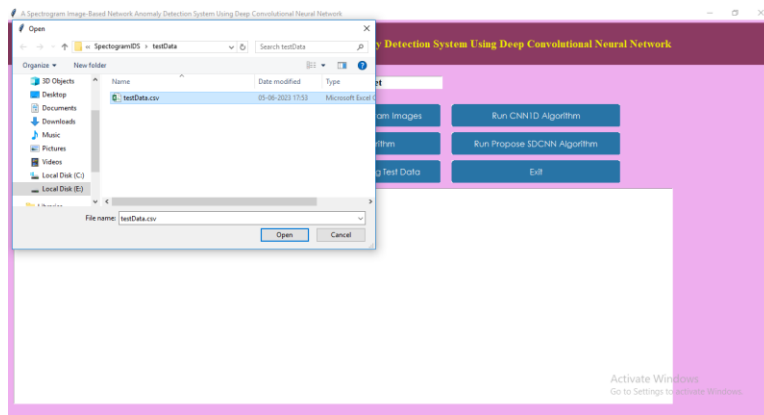 A Spectrogram Image-Based Network Anomaly Detection System Using Deep Convolutional Neural Network
Open
« SpectogramIDS › testData
Search testData
y Detection System Using Deep Convolutional Neural Network
Organize
New folder
3D Objects
Desktop
Documents
Downloads
Music
Pictures
Videos
Local Disk (C:)
Local Disk (E:)
Name
Date modified
Type
testData.csv
05-06-2023 17:53
Microsoft Excel C
et
am Images
Run CNN1D Algorithm
rithm
Run Propose SDCNN Algorithm
g Test Data
Exit
File name:
testData.csv
Open
Cancel
Activate Windows
Go to Settings to activate Windows.